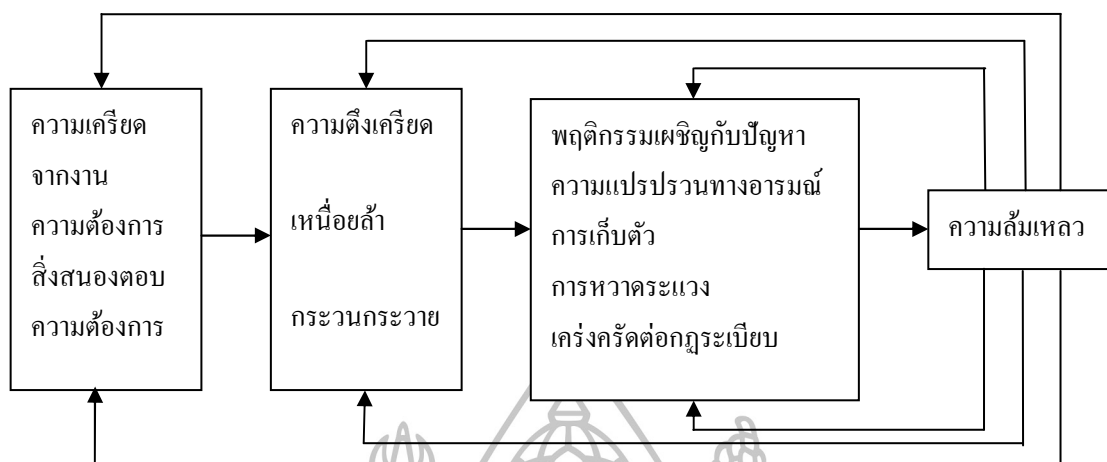 ความเครียด
จากงาน
ความต้องการ
สิ่งสนองตอบ
ความต้องการ
ความตึงเครียด
เหนื่อยล้า
กระวนกระวาย
พฤติกรรมเผชิญกับปัญหา
ความแปรปรวนทางอารมณ์
การเก็บตัว
การหวาดระแวง
เคร่งครัดต่อกฎระเบียบ
ความล้มเหลว